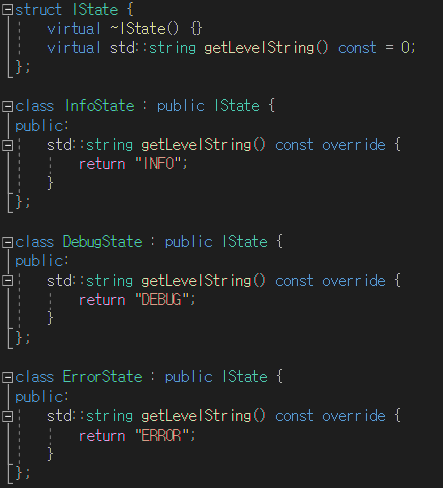 struct IState {
    virtual ~IState() {}
    virtual std::string getLevelString() const = 0;
};

class InfoState : public IState {
public:
    std::string getLevelString() const override {
        return "INFO";
    }
};

class DebugState : public IState {
public:
    std::string getLevelString() const override {
        return "DEBUG";
    }
};

class ErrorState : public IState {
public:
    std::string getLevelString() const override {
        return "ERROR";
    }
};